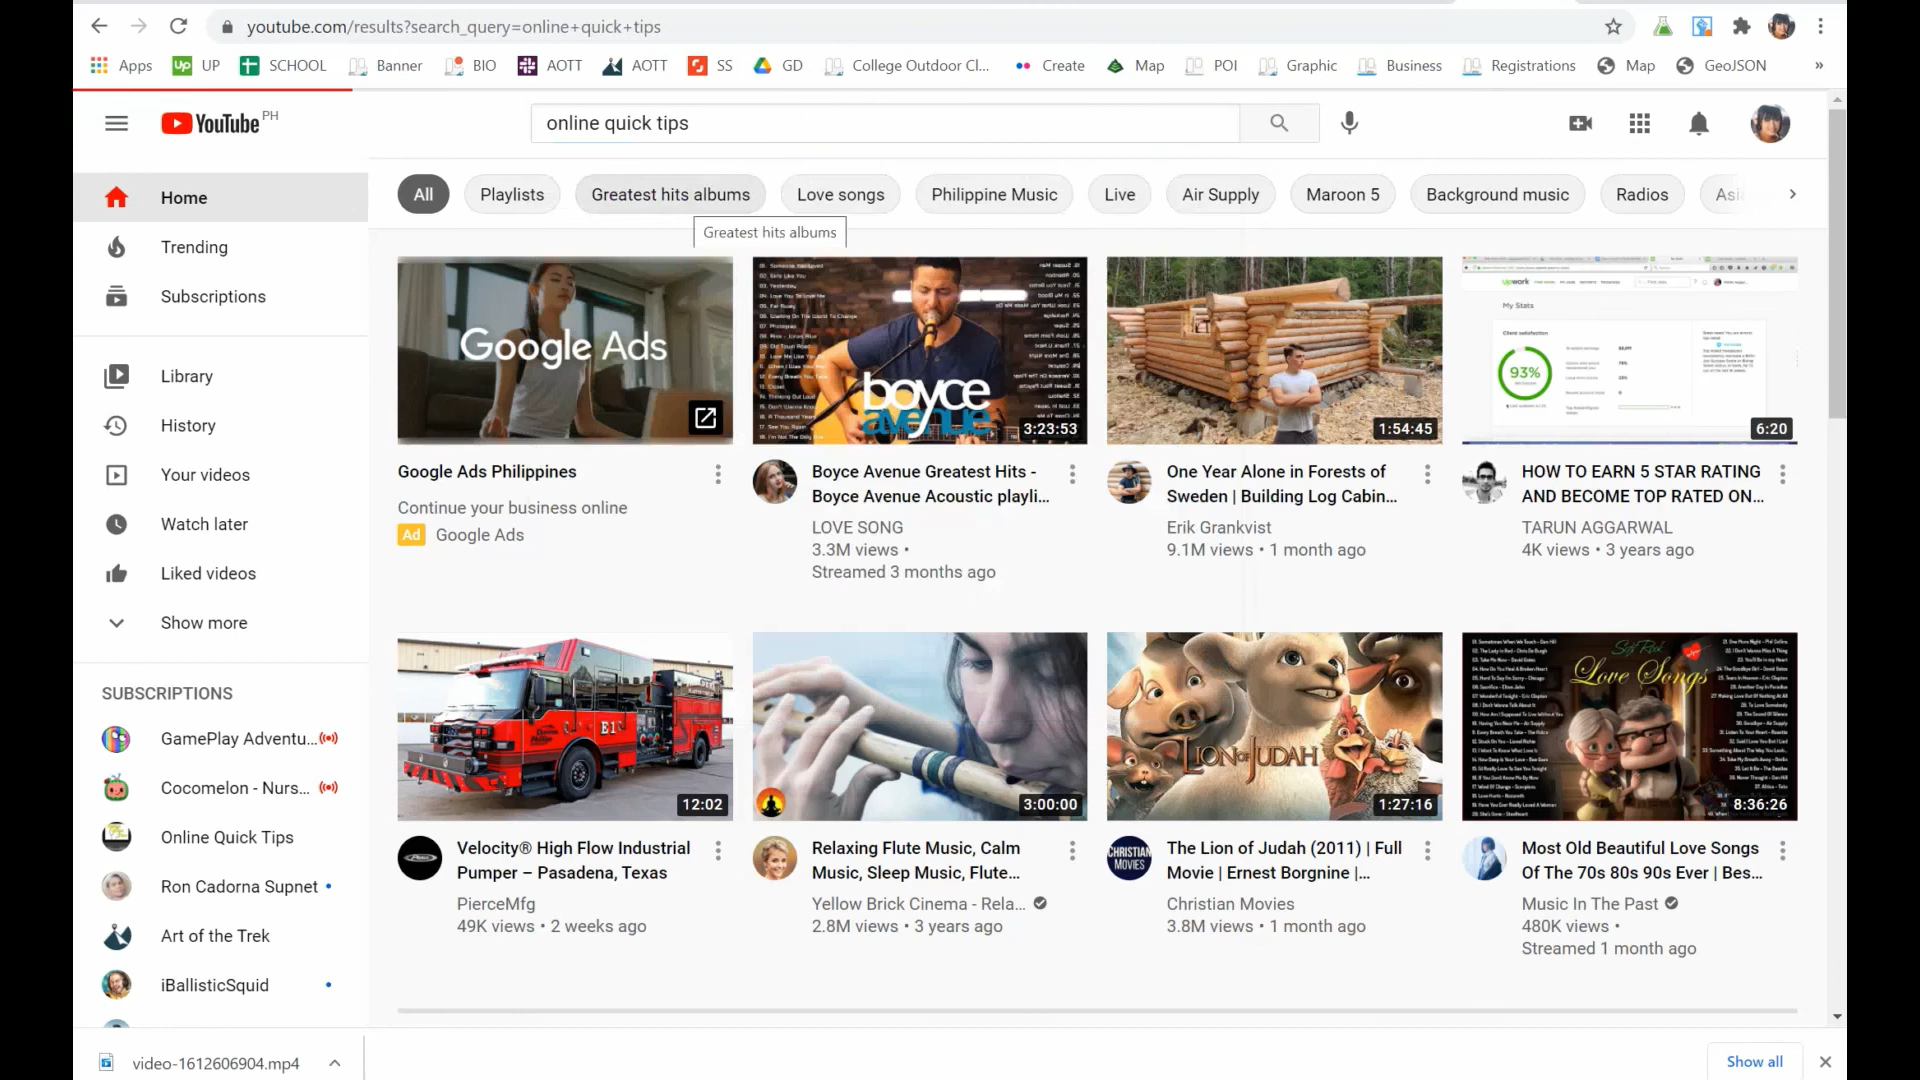 youtube.com/results?search_query=online+quick+tips
Apps UP SCHOOL Banner BIO AOTT AOTT SS GD College Outdoor Cl... Create Map POI Graphic Business Registrations Map GeoJSON »
YouTube PH
online quick tips
All Playlists Greatest hits albums Love songs Philippine Music Live Air Supply Maroon 5 Background music Radios
Greatest hits albums
Home
Trending
Subscriptions
Library
History
Your videos
Watch later
Liked videos
Show more
SUBSCRIPTIONS
GamePlay Adventu...
Cocomelon - Nurs...
Online Quick Tips
Ron Cadorna Supnet
Art of the Trek
iBallisticSquid
Google Ads
Google Ads Philippines
Continue your business online
Ad Google Ads
boyce
avenue
3:23:53
Boyce Avenue Greatest Hits -
Boyce Avenue Acoustic playli...
LOVE SONG
3.3M views •
Streamed 3 months ago
1:54:45
One Year Alone in Forests of
Sweden | Building Log Cabin...
Erik Grankvist
9.1M views • 1 month ago
upwork
My Stats
93%
6:20
HOW TO EARN 5 STAR RATING
AND BECOME TOP RATED ON...
TARUN AGGARWAL
4K views • 3 years ago
E1
12:02
Velocity® High Flow Industrial
Pumper – Pasadena, Texas
PierceMfg
49K views • 2 weeks ago
3:00:00
Relaxing Flute Music, Calm
Music, Sleep Music, Flute...
Yellow Brick Cinema - Rela...
2.8M views • 3 years ago
LION OF JUDAH
1:27:16
CHRISTIAN
MOVIES
The Lion of Judah (2011) | Full
Movie | Ernest Borgnine |...
Christian Movies
3.8M views • 1 month ago
Soft Rock
Love Songs
8:36:26
Most Old Beautiful Love Songs
Of The 70s 80s 90s Ever | Bes...
Music In The Past
480K views •
Streamed 1 month ago
video-1612606904.mp4
Show all